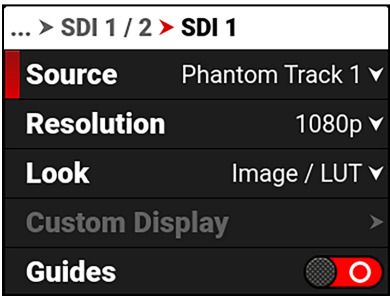 ... > SDI 1 / 2 > SDI 1
Source Phantom Track 1
Resolution 1080p
Look Image / LUT
Custom Display >
Guides